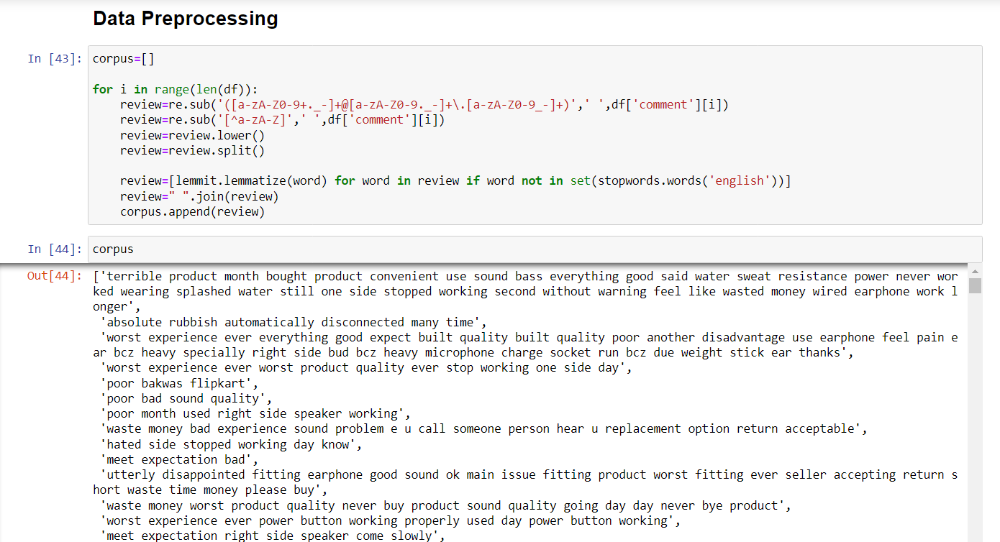 Data Preprocessing
In [43]: corpus=[]
for i in range(len(df)):
    review=re.sub('([a-zA-Z0-9+._-]+@[a-zA-Z0-9._-]+\.[a-zA-Z0-9_-]+)',' ',df['comment'][i])
    review=re.sub('[^a-zA-Z]',' ',df['comment'][i])
    review=review.lower()
    review=review.split()
    review=[lemmit.lemmatize(word) for word in review if word not in set(stopwords.words('english'))]
    review=" ".join(review)
    corpus.append(review)
In [44]: corpus
Out[44]: ['terrible product month bought product convenient use sound bass everything good said water sweat resistance power never wor
ked wearing splashed water still one side stopped working second without warning feel like wasted money wired earphone work l
onger',
'absolute rubbish automatically disconnected many time',
'worst experience ever everything good expect built quality built quality poor another disadvantage use earphone feel pain e
ar bcz heavy specially right side bud bcz heavy microphone charge socket run bcz due weight stick ear thanks',
'worst experience ever worst product quality ever stop working one side day',
'poor bakwas flipkart',
'poor bad sound quality',
'poor month used right side speaker working',
'waste money bad experience sound problem e u call someone person hear u replacement option return acceptable',
'hated side stopped working day know',
'meet expectation bad',
'utterly disappointed fitting earphone good sound ok main issue fitting product worst fitting ever seller accepting return s
hort waste time money please buy',
'waste money worst product quality never buy product sound quality going day day never bye product',
'worst experience ever power button working properly used day power button working',
'meet expectation right side speaker come slowly',